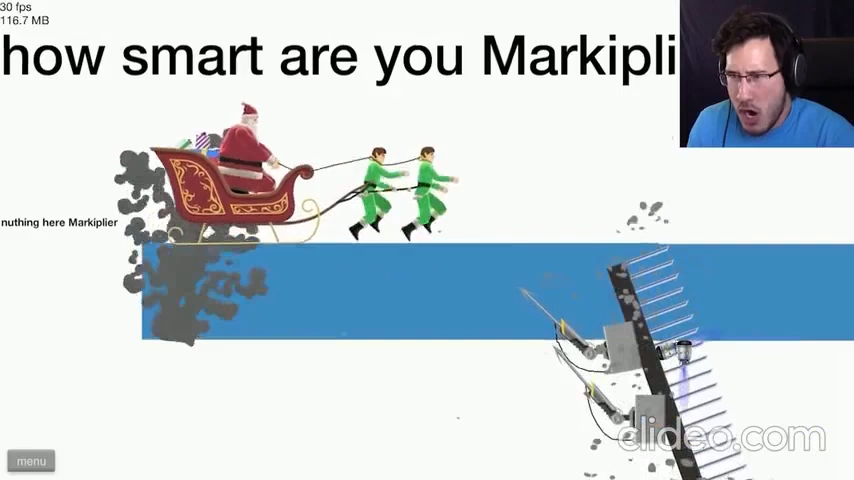 30 fps
116.7 MB
how smart are you Markipli
nuthing here Markiplier
menu
clideo.com